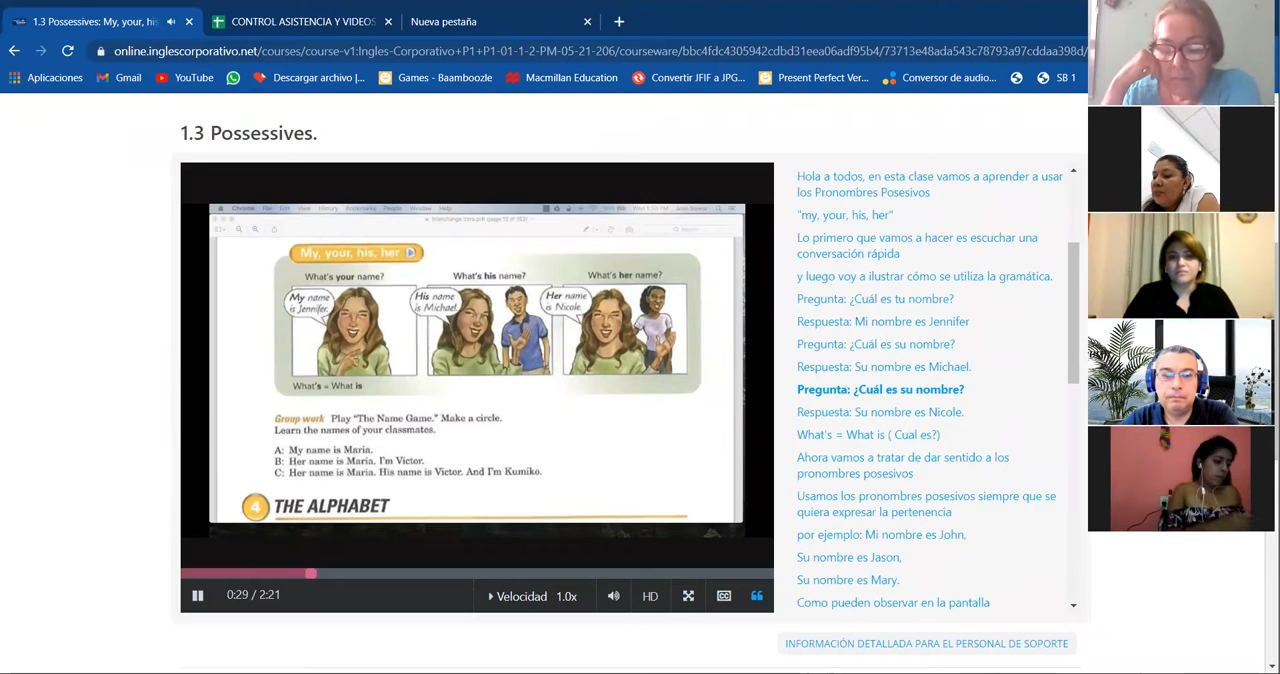 1.3 Possessives: My, your, his,
CONTROL ASISTENCIA Y VIDEOS
Nueva pestaña
online.inglescorporativo.net/courses/course-v1:Ingles-Corporativo+P1+P1-01-1-2-PM-05-21-206/courseware/bbc4fdc4305942cdbd31eea06adf95b4/73713e48ada543c78793a97cddaa398d/
Aplicaciones
Gmail
YouTube
Descargar archivo |...
Games - Baamboozle
Macmillan Education
Convertir JFIF a JPG...
Present Perfect Ver...
Conversor de audio...
SB 1
1.3 Possessives.
Chrome File Edit View History Bookmarks People Window Help
My, your, his, her
What's your name?
What's his name?
What's her name?
My name
is Jennifer.
His name
is Michael.
Her name
is Nicole.
What's = What is
Group work Play "The Name Game." Make a circle.
Learn the names of your classmates.
A: My name is Maria.
B: Her name is Maria. I'm Victor.
C: Her name is Maria. His name is Victor. And I'm Kumiko.
4 THE ALPHABET
0:29 / 2:21
Velocidad 1.0x
HD
Hola a todos, en esta clase vamos a aprender a usar
los Pronombres Posesivos
"my, your, his, her"
Lo primero que vamos a hacer es escuchar una
conversación rápida
y luego voy a ilustrar cómo se utiliza la gramática.
Pregunta: ¿Cuál es tu nombre?
Respuesta: Mi nombre es Jennifer
Pregunta: ¿Cuál es su nombre?
Respuesta: Su nombre es Michael.
Pregunta: ¿Cuál es su nombre?
Respuesta: Su nombre es Nicole.
What's = What is ( Cual es?)
Ahora vamos a tratar de dar sentido a los
pronombres posesivos
Usamos los pronombres posesivos siempre que se
quiera expresar la pertenencia
por ejemplo: Mi nombre es John,
Su nombre es Jason,
Su nombre es Mary.
Como pueden observar en la pantalla
INFORMACIÓN DETALLADA PARA EL PERSONAL DE SOPORTE